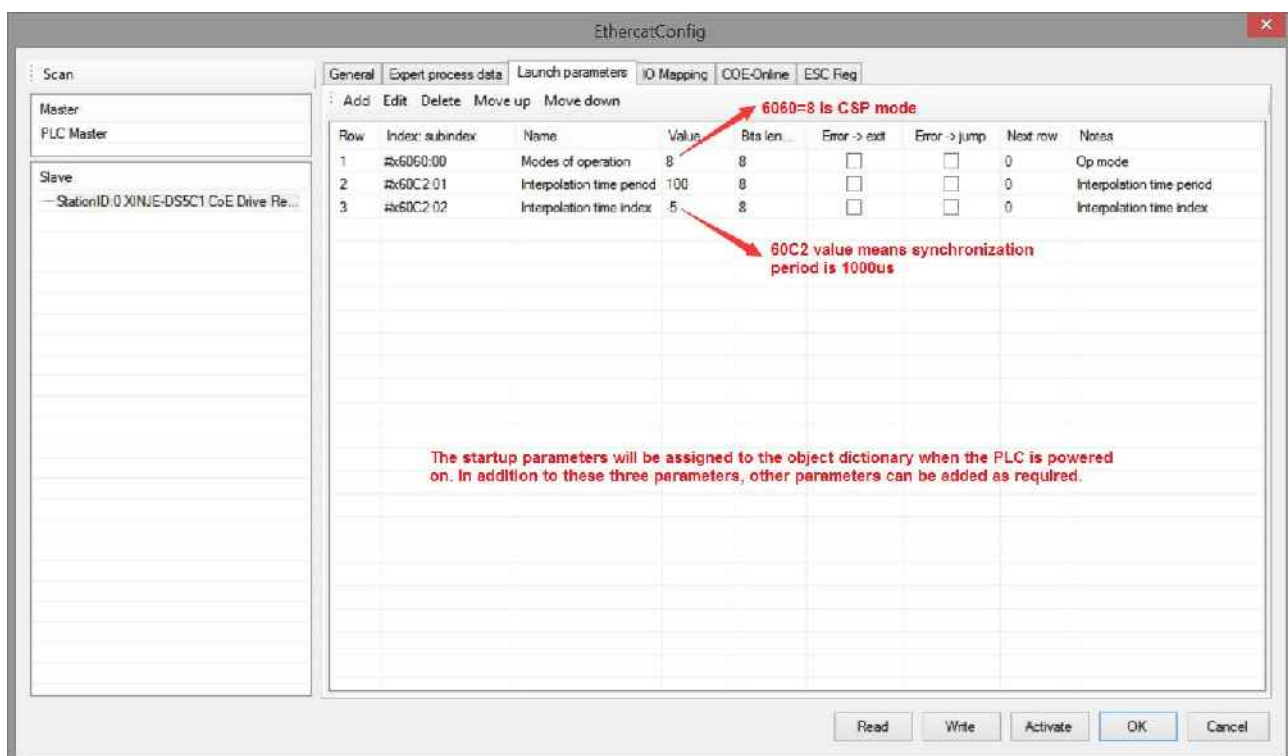 EthercatConfig
Scan
Master
PLC Master
Slave
StationID:0 XINJE-DS5C1 CoE Drive Re...
General Expert process data Launch parameters IO Mapping COE-Online ESC Reg
Add Edit Delete Move up Move down
6060=8 is CSP mode
Row Index: subindex Name Value Bits len... Error -> exit Error -> jump Next row Notes
1 #x6060:00 Modes of operation 8 8 0 Op mode
2 #x60C2:01 Interpolation time period 100 8 0 Interpolation time period
3 #x60C2:02 Interpolation time index -5 8 0 Interpolation time index
60C2 value means synchronization
period is 1000us
The startup parameters will be assigned to the object dictionary when the PLC is powered
on. In addition to these three parameters, other parameters can be added as required.
Read Write Activate OK Cancel